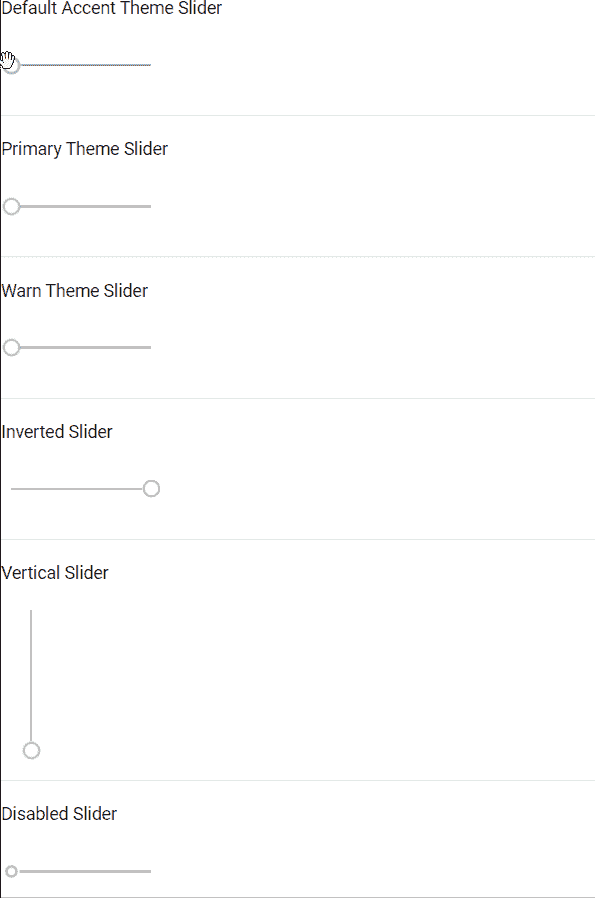 Default Accent Theme Slider
Primary Theme Slider
Warn Theme Slider
Inverted Slider
Vertical Slider
Disabled Slider